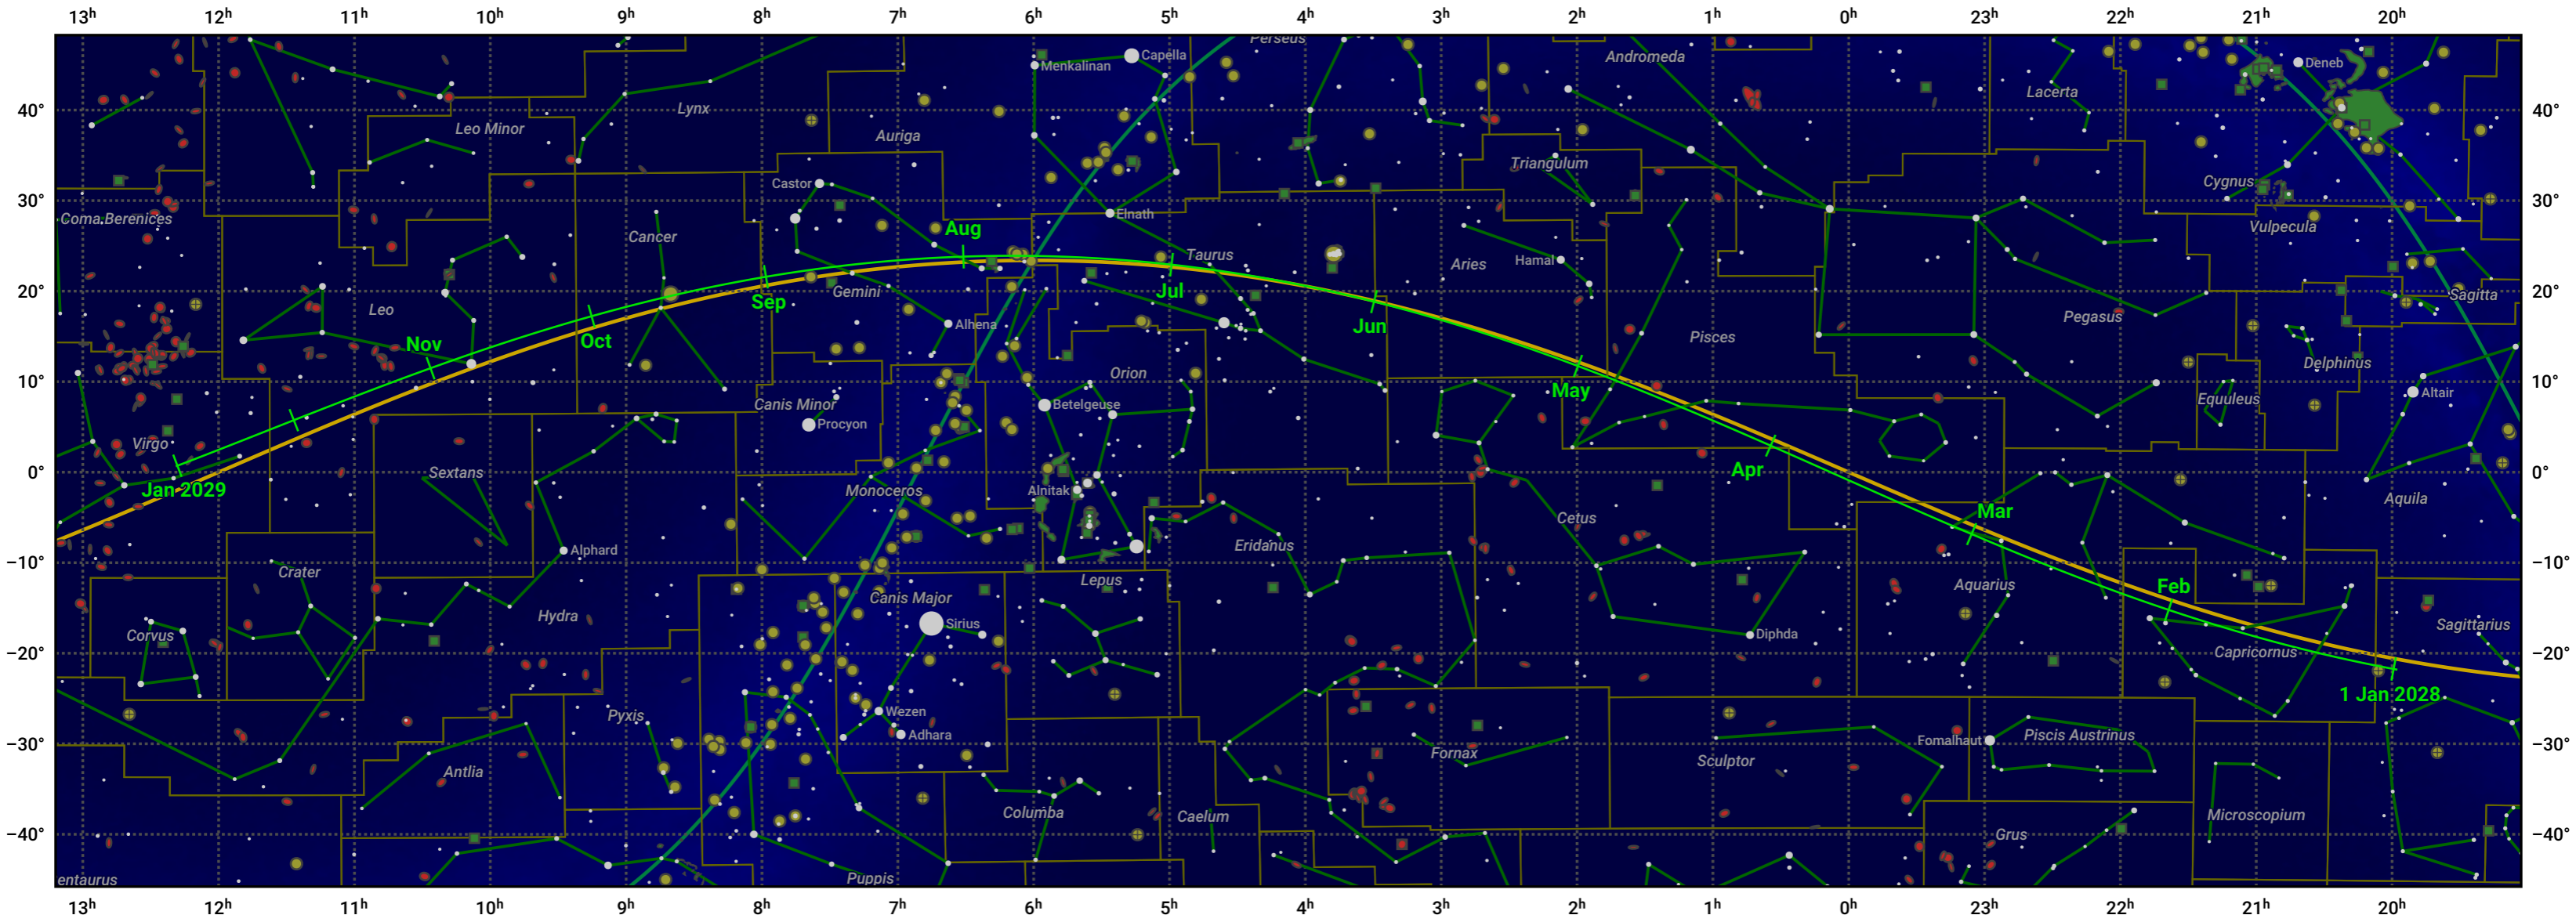 13ʰ 12ʰ 11ʰ 10ʰ 9ʰ 8ʰ 7ʰ 6ʰ 5ʰ 4ʰ 3ʰ 2ʰ 1ʰ 0ʰ 23ʰ 22ʰ 21ʰ 20ʰ
Perseus
Capella
Andromeda
Menkalinan
Deneb
Lacerta
40° 40°
Lynx
Leo Minor
Auriga
Triangulum
Castor
Cygnus
30° 30°
Coma Berenices
Elnath
Vulpecula
Aug
Cancer
Taurus
Hamal
Aries
Gemini
Jul
20° 20°
Sagitta
Sep
Leo
Pegasus
Alhena
Jun
Oct
Nov
Pisces
Delphinus
Orion
10° 10°
May
Canis Minor
Betelgeuse
Equuleus
Altair
Procyon
Virgo
Sextans
Apr
0° 0°
Jan 2029
Monoceros
Alnitak
Aquila
Mar
Cetus
Eridanus
Alphard
−10° −10°
Crater
Lepus
Aquarius
Feb
Canis Major
Hydra
Sirius
Sagittarius
Corvus
Diphda
−20° −20°
Capricornus
1 Jan 2028
Pyxis
Wezen
Adhara
Fomalhaut
Piscis Austrinus
−30° −30°
Fornax
Sculptor
Antlia
Columba
Caelum
Microscopium
−40° −40°
Grus
entaurus
Puppis
13ʰ 12ʰ 11ʰ 10ʰ 9ʰ 8ʰ 7ʰ 6ʰ 5ʰ 4ʰ 3ʰ 2ʰ 1ʰ 0ʰ 23ʰ 22ʰ 21ʰ 20ʰ